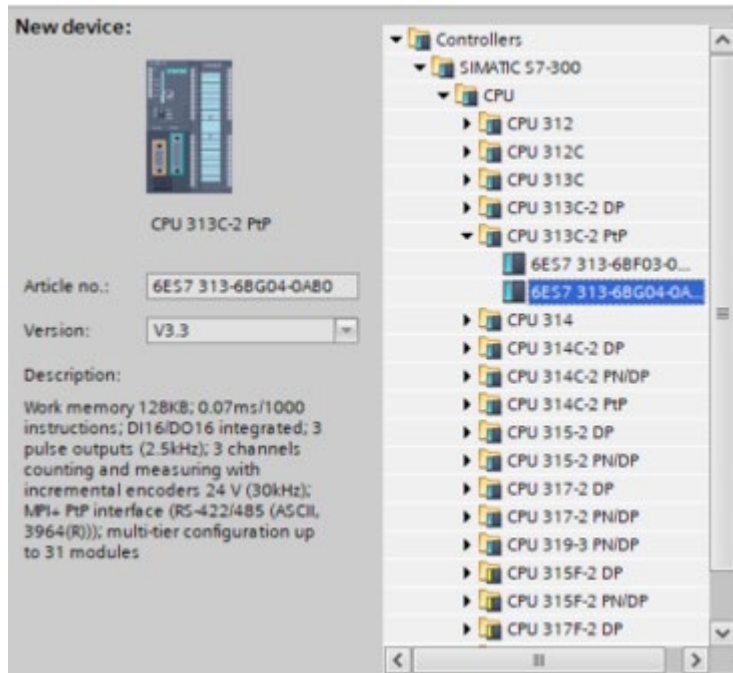 New device:
CPU 313C-2 PtP
Article no.: 6ES7 313-6BG04-0AB0
Version: V3.3
Description:
Work memory 128KB; 0.07ms/1000
instructions; DI16/DO16 integrated; 3
pulse outputs (2.5kHz); 3 channels
counting and measuring with
incremental encoders 24 V (30kHz);
MPI+ PtP interface (RS-422/485 (ASCII,
3964(R))); multi-tier configuration up
to 31 modules
Controllers
SIMATIC S7-300
CPU
CPU 312
CPU 312C
CPU 313C
CPU 313C-2 DP
CPU 313C-2 PtP
6ES7 313-6BF03-0...
6ES7 313-6BG04-0A...
CPU 314
CPU 314C-2 DP
CPU 314C-2 PN/DP
CPU 314C-2 PtP
CPU 315-2 DP
CPU 315-2 PN/DP
CPU 317-2 DP
CPU 317-2 PN/DP
CPU 319-3 PN/DP
CPU 315F-2 DP
CPU 315F-2 PN/DP
CPU 317F-2 DP